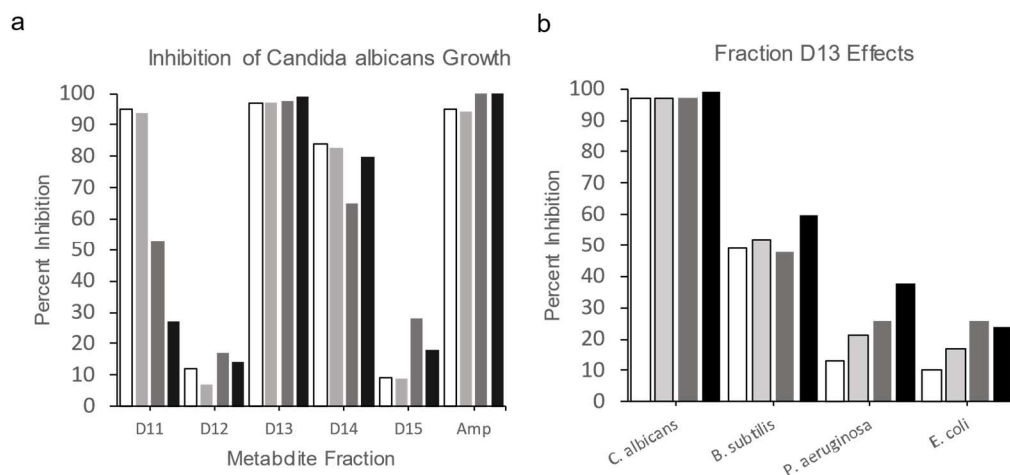 a
Inhibition of Candida albicans Growth
100
90
80
70
60
50
40
30
20
10
0
Percent Inhibition
D11 D12 D13 D14 D15 Amp
Metabdite Fraction
b
Fraction D13 Effects
100
90
80
70
60
50
40
30
20
10
0
Percent Inhibition
C. albicans B. subtilis P. aeruginosa E. coli